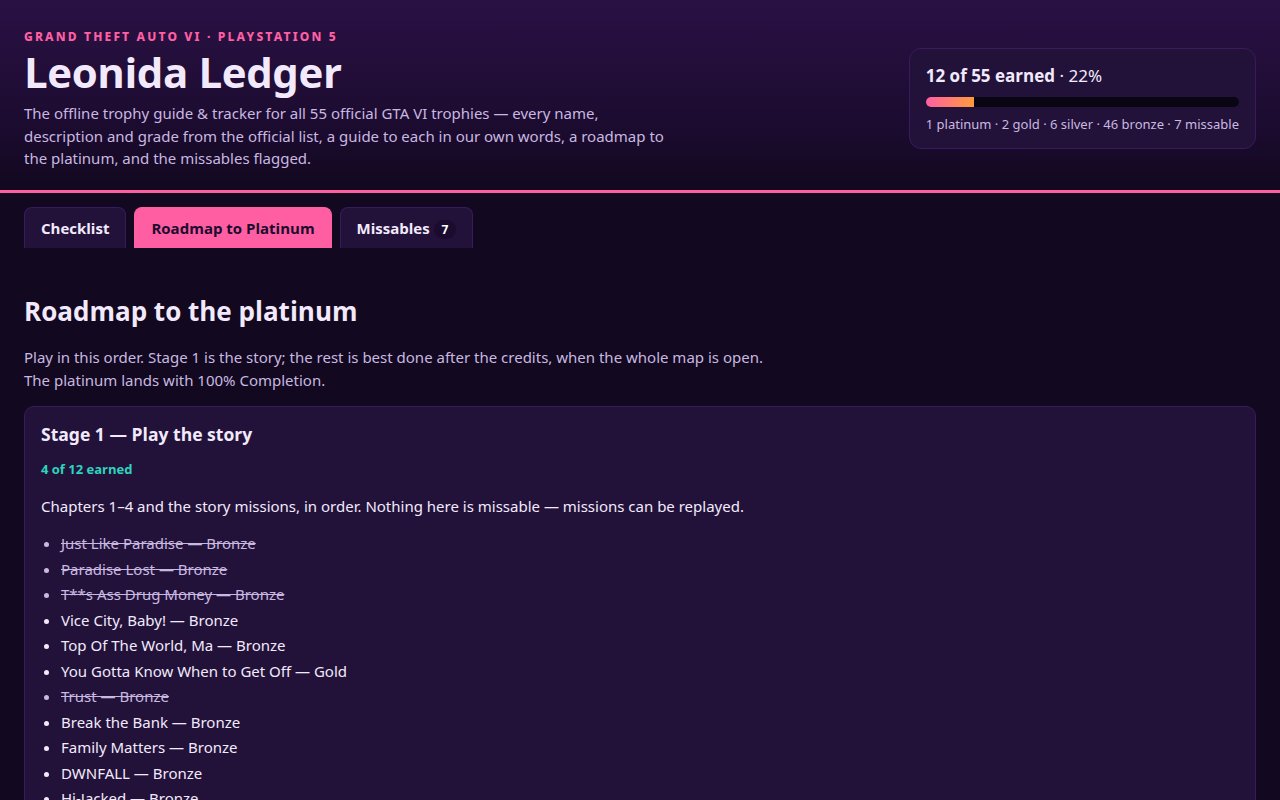 GRAND THEFT AUTO VI · PLAYSTATION 5
Leonida Ledger
The offline trophy guide & tracker for all 55 official GTA VI trophies — every name,
description and grade from the official list, a guide to each in our own words, a roadmap to
the platinum, and the missables flagged.
12 of 55 earned · 22%
1 platinum · 2 gold · 6 silver · 46 bronze · 7 missable
Checklist
Roadmap to Platinum
Missables 7
Roadmap to the platinum
Play in this order. Stage 1 is the story; the rest is best done after the credits, when the whole map is open.
The platinum lands with 100% Completion.
Stage 1 — Play the story
4 of 12 earned
Chapters 1–4 and the story missions, in order. Nothing here is missable — missions can be replayed.
Just Like Paradise — Bronze
Paradise Lost — Bronze
T**s Ass Drug Money — Bronze
Vice City, Baby! — Bronze
Top Of The World, Ma — Bronze
You Gotta Know When to Get Off — Gold
Trust — Bronze
Break the Bank — Bronze
Family Matters — Bronze
DWNFALL — Bronze
Hi-Jacked — Bronze